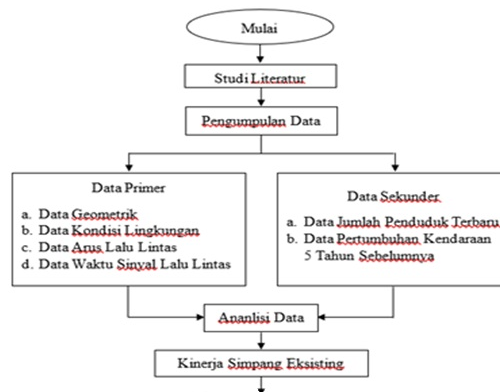 Mulai
Studi Literatur
Pengumpulan Data
Data Primer
a. Data Geometrik
b. Data Kondisi Lingkungan
c. Data Arus Lalu Lintas
d. Data Waktu Sinyal Lalu Lintas
Data Sekunder
a. Data Jumlah Penduduk Terbaru
b. Data Pertumbuhan Kendaraan
5 Tahun Sebelumnya
Ananlisi Data
Kinerja Simpang Eksisting